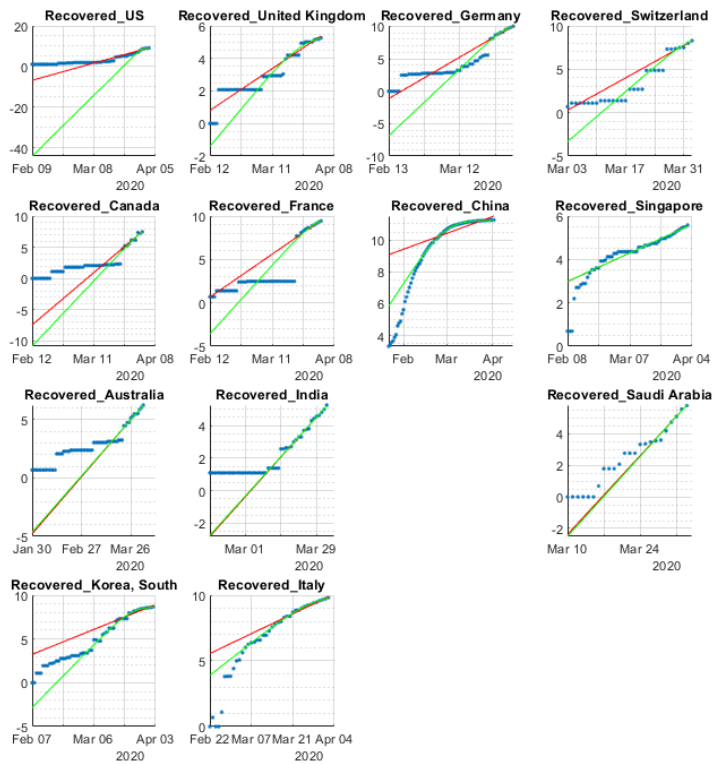 Recovered_US
20
0
-20
-40
Feb 09 Mar 08 Apr 05
2020
Recovered_United Kingdom
6
4
2
0
-2
Feb 12 Mar 11 Apr 08
2020
Recovered_Germany
10
5
0
-5
-10
Feb 13 Mar 12
2020
Recovered_Switzerland
8
6
4
2
0
-2
-4
Mar 03 Mar 17 Mar 31
2020
Recovered_Canada
10
5
0
-5
-10
Feb 12 Mar 11 Apr 08
2020
Recovered_France
10
5
0
-5
Feb 12 Mar 11 Apr 08
2020
Recovered_China
10
8
6
4
Feb Mar Apr
2020
Recovered_Singapore
6
4
2
0
Feb 08 Mar 07 Apr 04
2020
Recovered_Australia
5
0
-5
Jan 30 Feb 27 Mar 26
2020
Recovered_India
6
4
2
0
-2
Mar 01 Mar 29
2020
Recovered_Saudi Arabia
4
2
0
-2
Mar 10 Mar 24
2020
Recovered_Korea, South
10
5
0
-5
Feb 07 Mar 06 Apr 03
2020
Recovered_Italy
10
5
0
Feb 22 Mar 07 Mar 21 Apr 04
2020